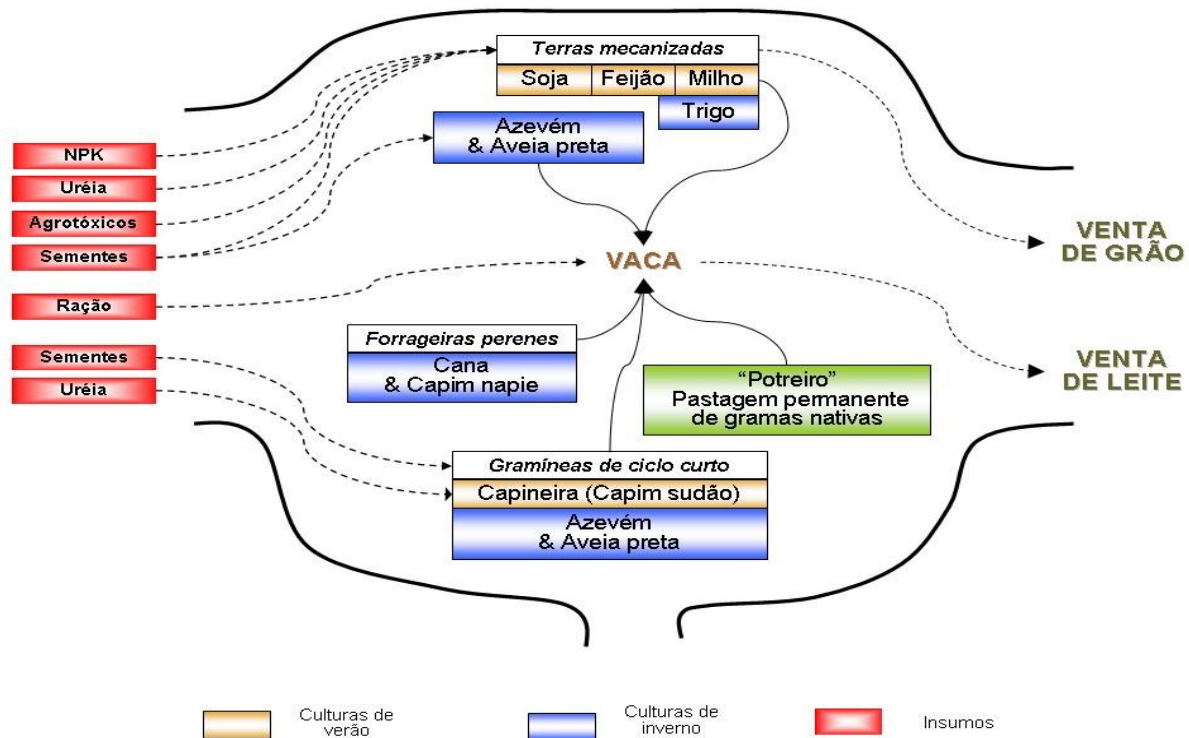 Terras mecanizadas
Soja
Feijão
Milho
Trigo
Azevém
& Aveia preta
NPK
Uréia
Agrotóxicos
Sementes
Ração
Sementes
Uréia
VACA
VENTA
DE GRÃO
VENTA
DE LEITE
Forrageiras perenes
Cana
& Capim napie
“Potreiro”
Pastagem permanente
de gramas nativas
Gramíneas de ciclo curto
Capineira (Capim sudão)
Azevém
& Aveia preta
Culturas de
verão
Culturas de
inverno
Insumos